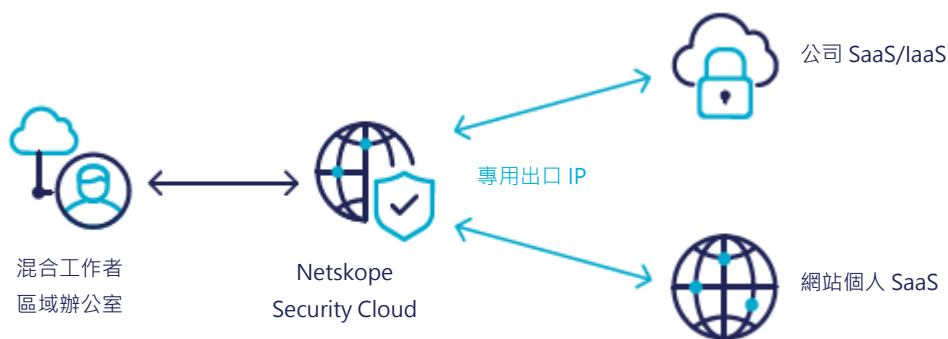 混合工作者
區域辦公室
Netskope
Security Cloud
專用出口 IP
公司 SaaS/IaaS
網站個人 SaaS